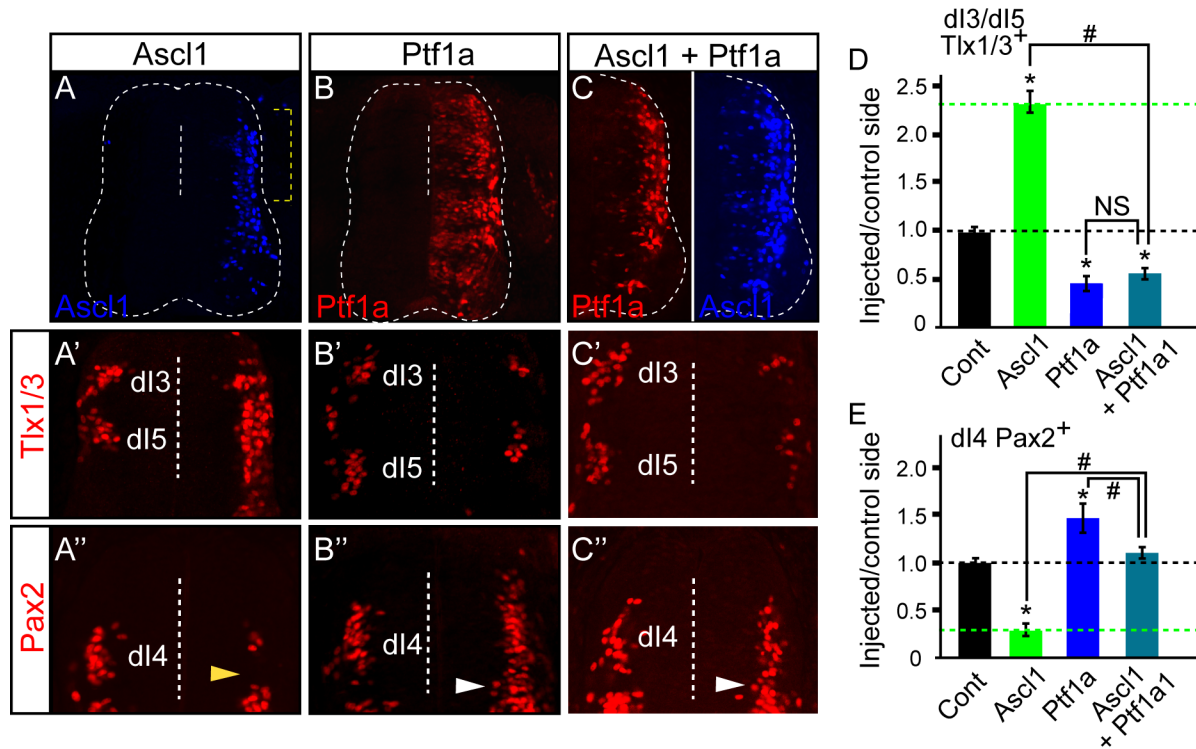 Ascl1
Ptf1a
Ascl1 + Ptf1a
A
Ascl1
B
Ptf1a
C
Ptf1a
Ascl1
Tlx1/3
A'
dI3
dI5
B'
dI3
dI5
C'
dI3
dI5
Pax2
A''
dI4
B''
dI4
C''
dI4
D
dI3/dI5
Tlx1/3+
Injected/control side
2.5
2.0
1.5
1.0
0.5
0
*
*
*
#
NS
Cont
Ascl1
Ptf1a
Ascl1
+ Ptf1a1
E
dI4 Pax2+
Injected/control side
2.0
1.5
1.0
0.5
0
*
*
#
#
Cont
Ascl1
Ptf1a
Ascl1
+ Ptf1a1